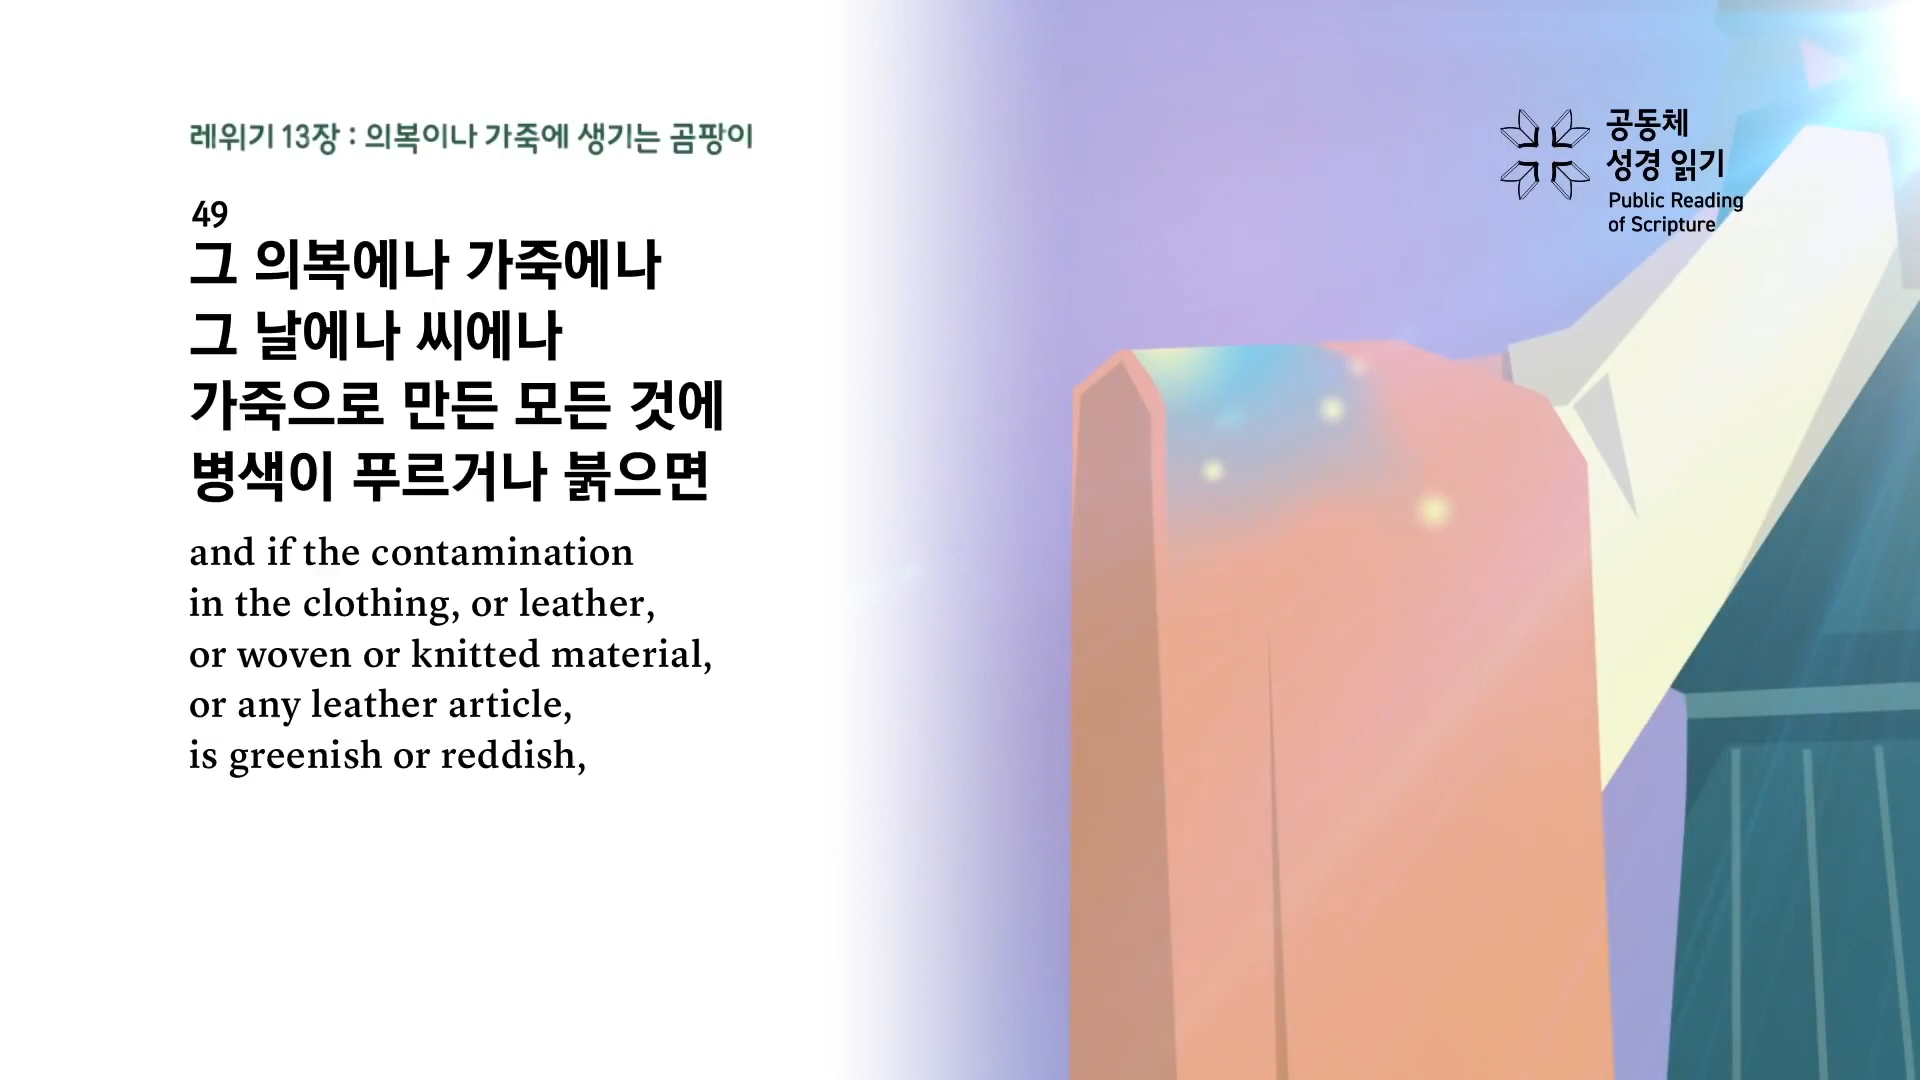 레위기 13장 : 의복이나 가죽에 생기는 곰팡이
49
그 의복에나 가죽에나
그 날에나 씨에나
가죽으로 만든 모든 것에
병색이 푸르거나 붉으면
and if the contamination
in the clothing, or leather,
or woven or knitted material,
or any leather article,
is greenish or reddish,
공동체
성경 읽기
Public Reading
of Scripture